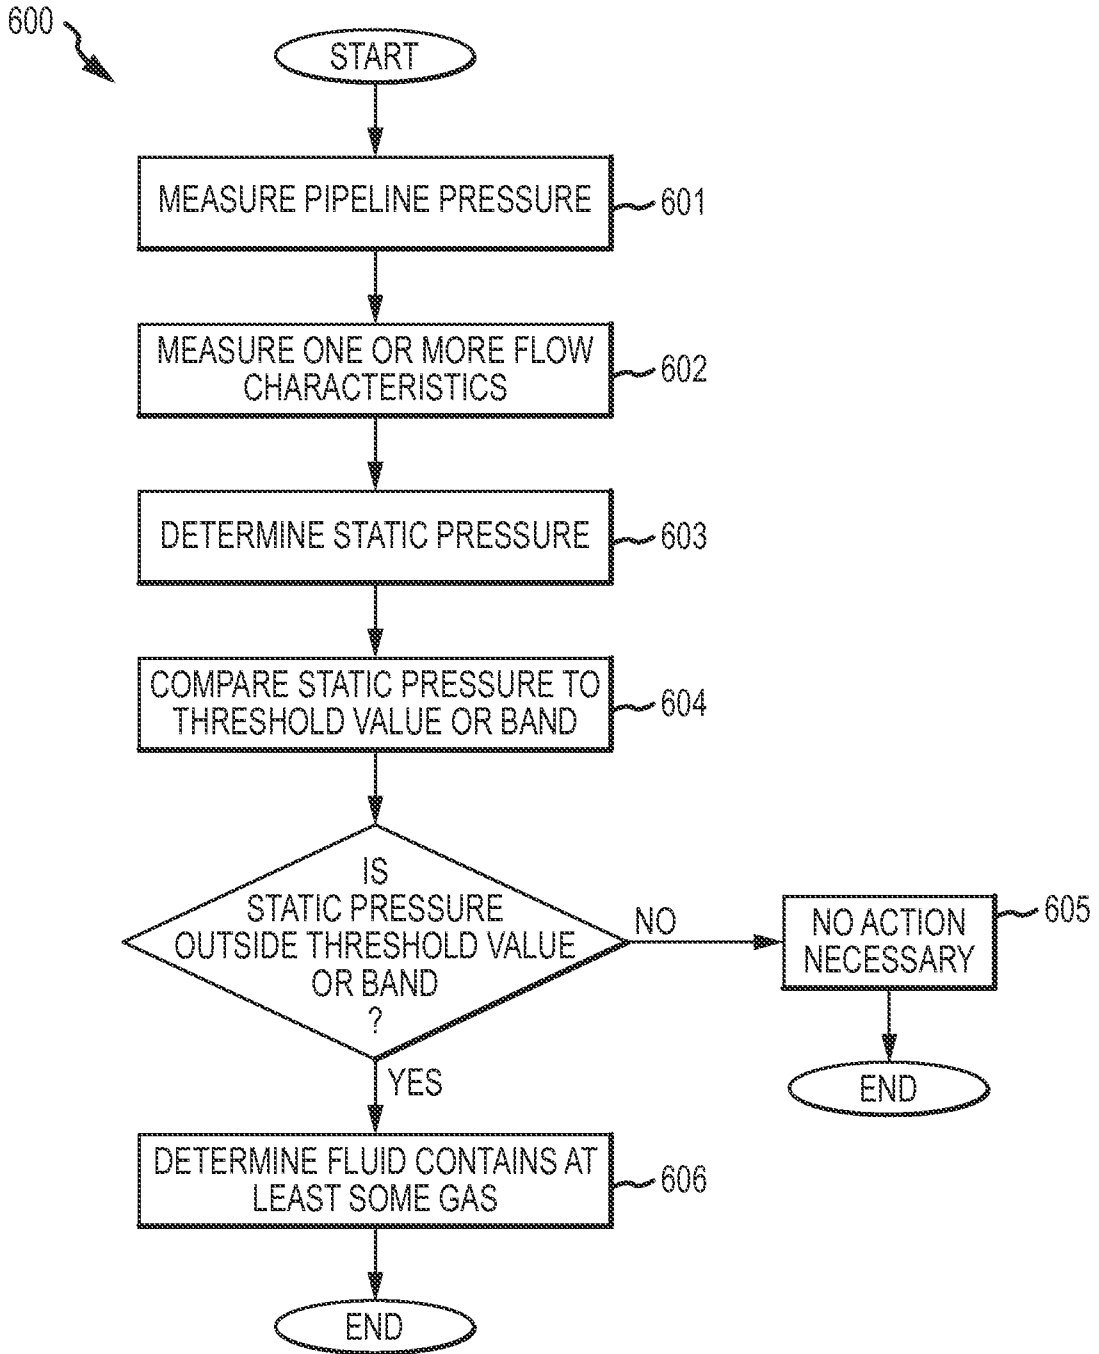 600
START
MEASURE PIPELINE PRESSURE
601
MEASURE ONE OR MORE FLOW
CHARACTERISTICS
602
DETERMINE STATIC PRESSURE
603
COMPARE STATIC PRESSURE TO
THRESHOLD VALUE OR BAND
604
IS
STATIC PRESSURE
OUTSIDE THRESHOLD VALUE
OR BAND
?
NO
NO ACTION
NECESSARY
605
END
YES
DETERMINE FLUID CONTAINS AT
LEAST SOME GAS
606
END